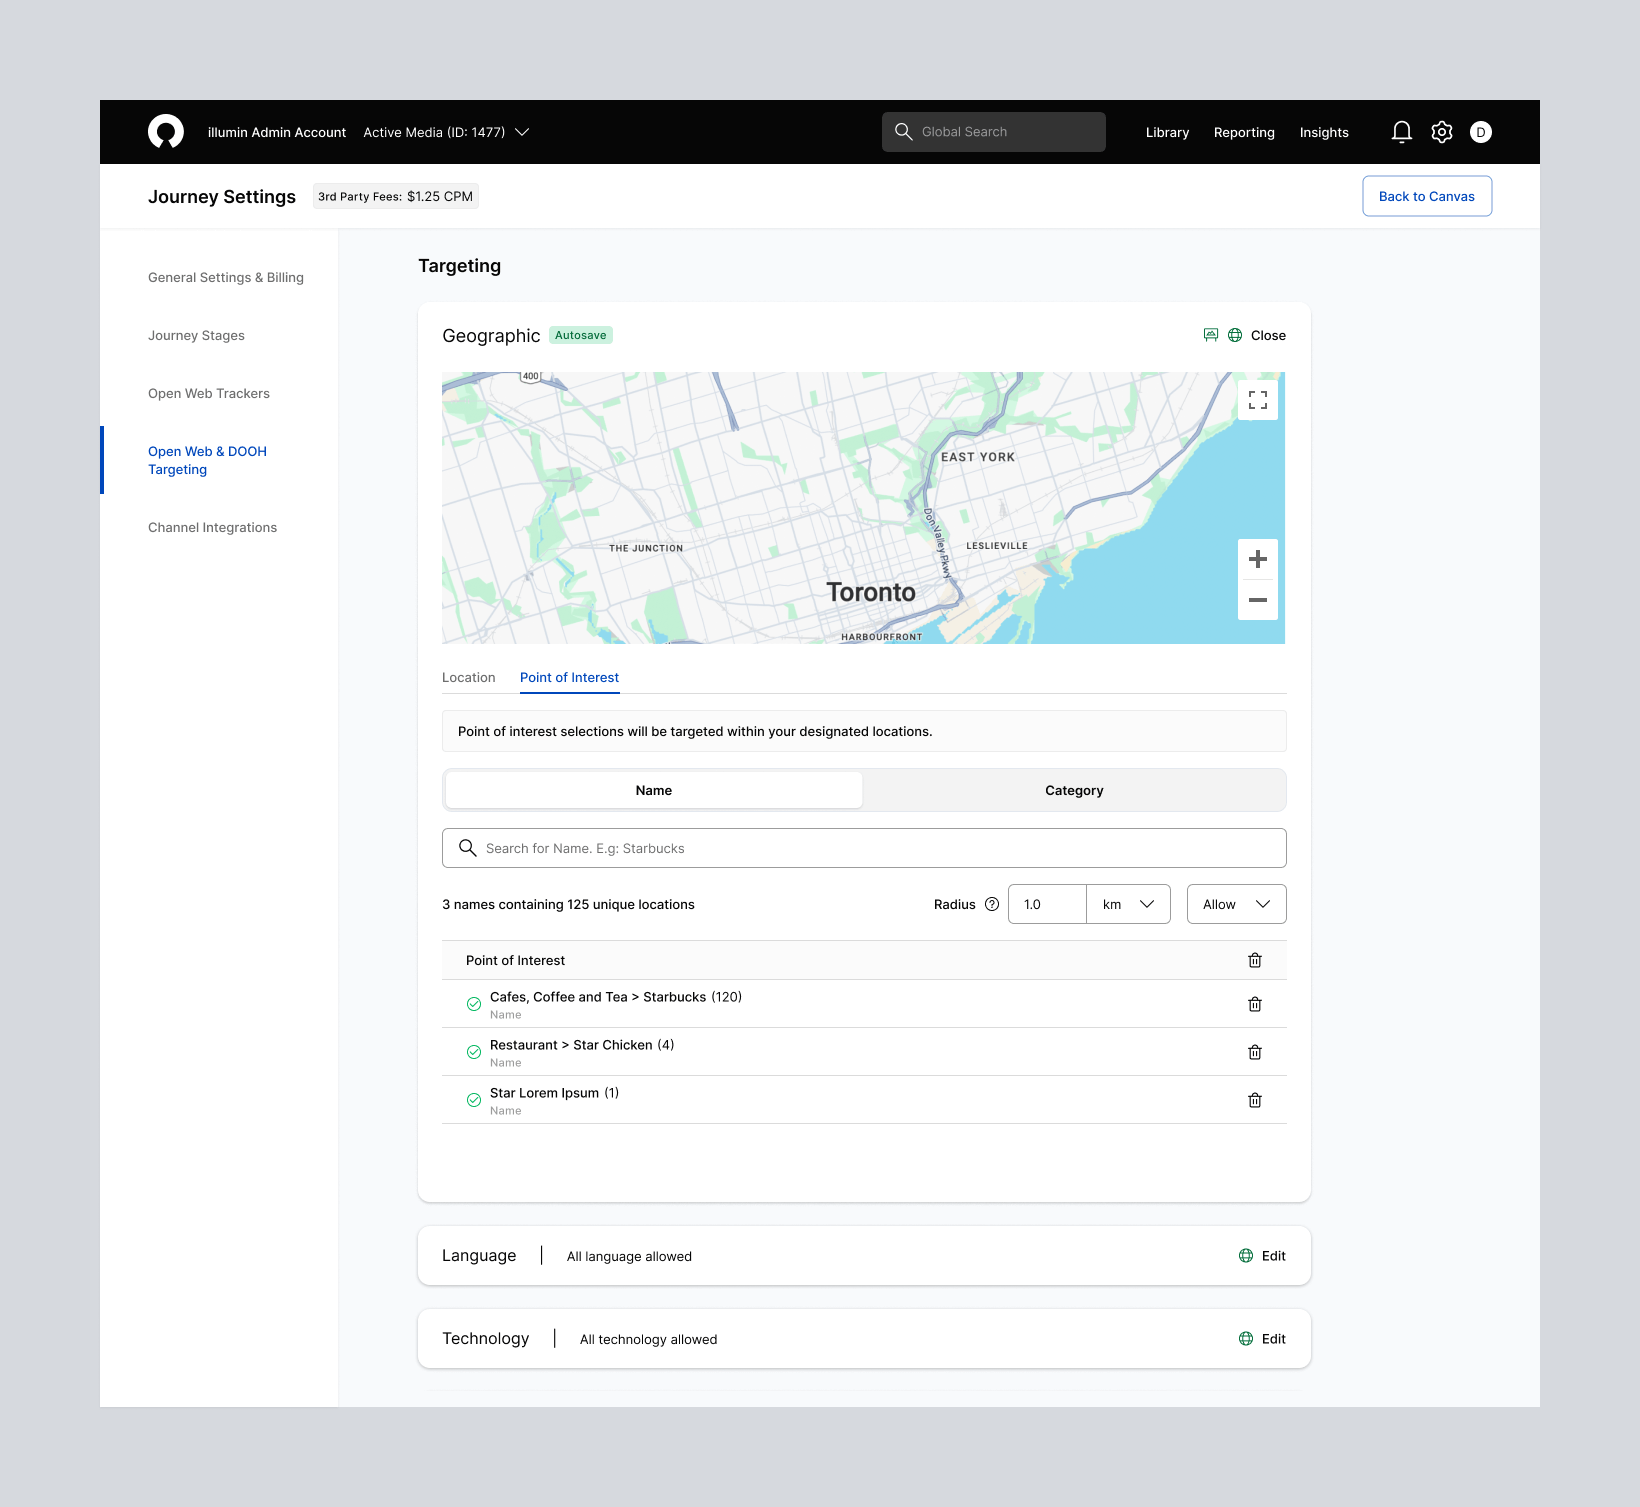 illumin Admin Account
Active Media (ID: 1477)
Global Search
Library
Reporting
Insights
D
Journey Settings
3rd Party Fees: $1.25 CPM
Back to Canvas
General Settings & Billing
Journey Stages
Open Web Trackers
Open Web & DOOH
Targeting
Channel Integrations
Targeting
Geographic
Autosave
Close
400
EAST YORK
Don Valley Pkwy
THE JUNCTION
LESLIEVILLE
Toronto
HARBOURFRONT
Location
Point of Interest
Point of interest selections will be targeted within your designated locations.
Name
Category
Search for Name. E.g: Starbucks
3 names containing 125 unique locations
Radius
1.0
km
Allow
Point of Interest
Cafes, Coffee and Tea > Starbucks (120)
Name
Restaurant > Star Chicken (4)
Name
Star Lorem Ipsum (1)
Name
Language
All language allowed
Edit
Technology
All technology allowed
Edit